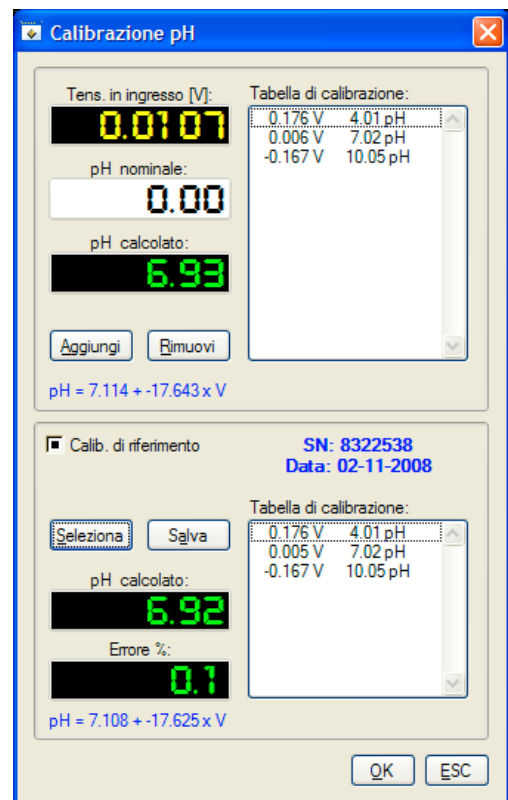 Calibrazione pH
Tens. in ingresso [V]:
0.0107
pH nominale:
0.00
pH calcolato:
6.93
Aggiungi Rimuovi
pH = 7.114 + -17.643 x V
Tabella di calibrazione:
0.176 V 4.01 pH
0.006 V 7.02 pH
-0.167 V 10.05 pH
Calib. di riferimento
SN: 8322538
Data: 02-11-2008
Seleziona Salva
pH calcolato:
6.92
Errore %:
0.1
pH = 7.108 + -17.625 x V
Tabella di calibrazione:
0.176 V 4.01 pH
0.005 V 7.02 pH
-0.167 V 10.05 pH
OK ESC